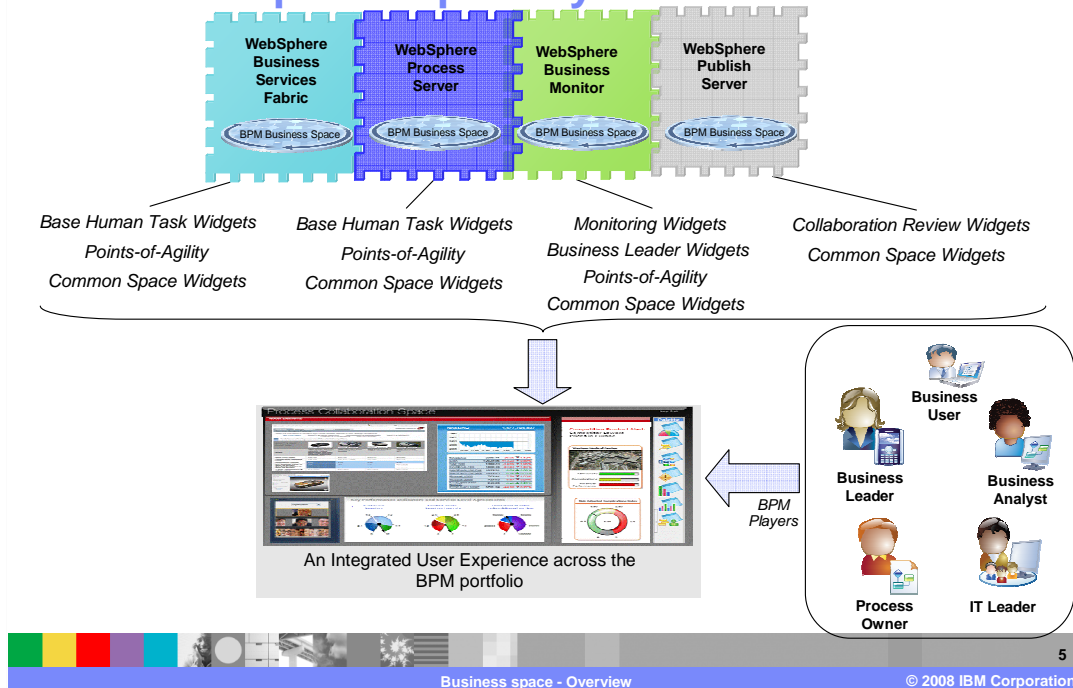 WebSphere
Business
Services
Fabric
BPM Business Space
WebSphere
Process
Server
BPM Business Space
WebSphere
Business
Monitor
BPM Business Space
WebSphere
Publish
Server
BPM Business Space
Base Human Task Widgets
Points-of-Agility
Common Space Widgets
Base Human Task Widgets
Points-of-Agility
Common Space Widgets
Monitoring Widgets
Business Leader Widgets
Points-of-Agility
Common Space Widgets
Collaboration Review Widgets
Common Space Widgets
Process Collaboration Space
An Integrated User Experience across the
BPM portfolio
BPM
Players
Business
User
Business
Leader
Business
Analyst
Process
Owner
IT Leader
5
Business space - Overview
© 2008 IBM Corporation